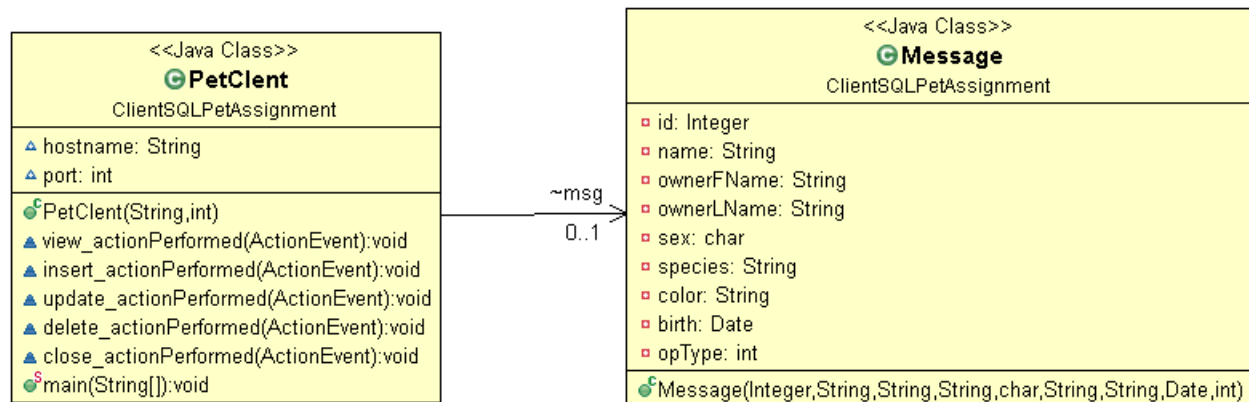 <<Java Class>>
PetClent
ClientSQLPetAssignment
hostname: String
port: int
PetClent(String,int)
view_actionPerformed(ActionEvent):void
insert_actionPerformed(ActionEvent):void
update_actionPerformed(ActionEvent):void
delete_actionPerformed(ActionEvent):void
close_actionPerformed(ActionEvent):void
main(String[]):void
~msg
0..1
<<Java Class>>
Message
ClientSQLPetAssignment
id: Integer
name: String
ownerFName: String
ownerLName: String
sex: char
species: String
color: String
birth: Date
opType: int
Message(Integer,String,String,String,char,String,String,Date,int)